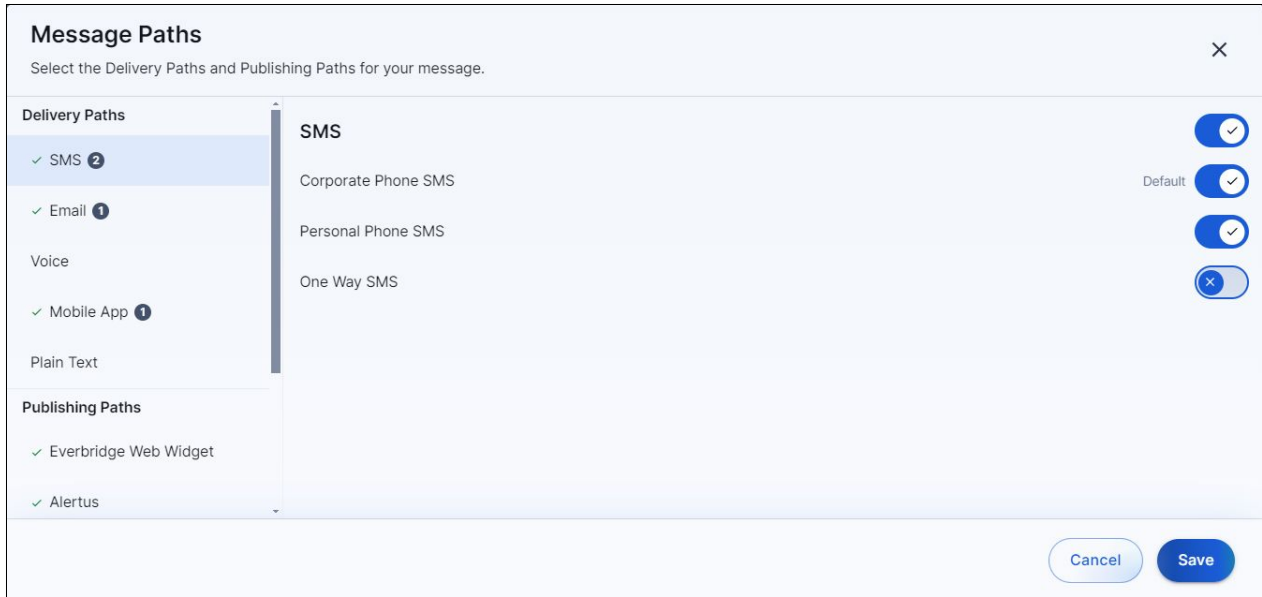 Message Paths
Select the Delivery Paths and Publishing Paths for your message.
Delivery Paths
SMS 2
Email 1
Voice
Mobile App 1
Plain Text
Publishing Paths
Everbridge Web Widget
Alertus
SMS
Corporate Phone SMS Default
Personal Phone SMS
One Way SMS
Cancel
Save